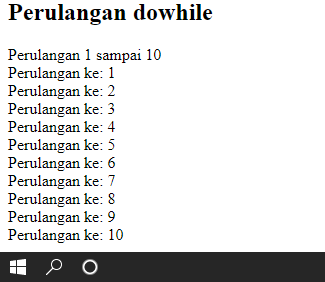 Perulangan dowhile
Perulangan 1 sampai 10
Perulangan ke: 1
Perulangan ke: 2
Perulangan ke: 3
Perulangan ke: 4
Perulangan ke: 5
Perulangan ke: 6
Perulangan ke: 7
Perulangan ke: 8
Perulangan ke: 9
Perulangan ke: 10